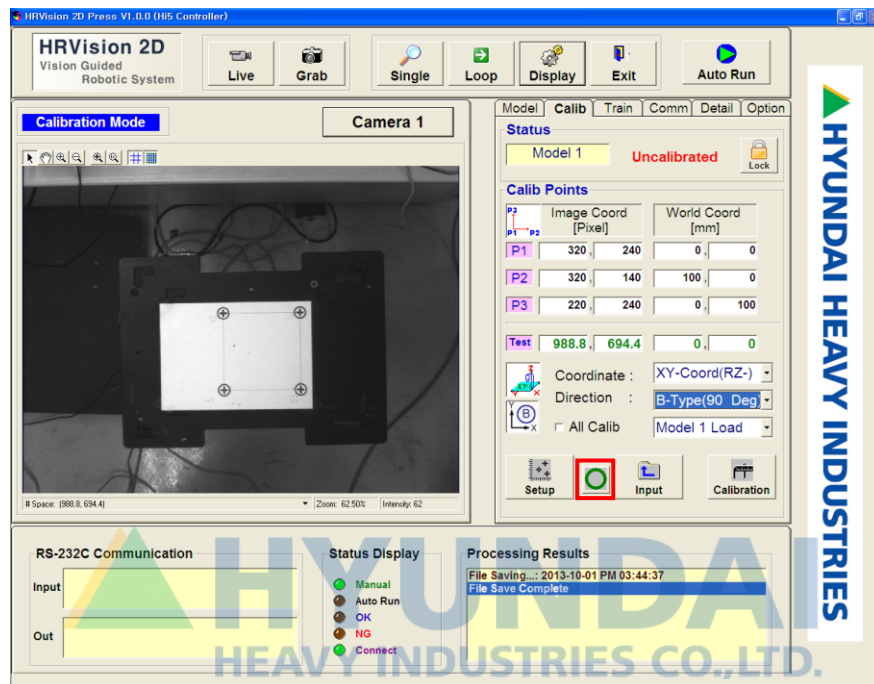 HRVision 2D Press V1.0.0 (Hi5 Controller)
HRVision 2D
Vision Guided
Robotic System
Live
Grab
Single
Loop
Display
Exit
Auto Run
Calibration Mode
Camera 1
# Space: (988.8, 694.4)
Zoom: 62.50%
Intensity: 62
Model
Calib
Train
Comm
Detail
Option
Status
Model 1
Uncalibrated
Lock
Calib Points
P3
P1 P2
Image Coord
[Pixel]
World Coord
[mm]
P1 320 , 240 0 , 0
P2 320 , 140 100 , 0
P3 220 , 240 0 , 100
Test 988.8 , 694.4 0 , 0
Coordinate : XY-Coord(RZ-)
Direction : B-Type(90 Deg)
All Calib Model 1 Load
Z
XY
Y
B
X
Setup
Input
Calibration
RS-232C Communication
Input
Out
Status Display
Manual
Auto Run
OK
NG
Connect
Processing Results
File Saving...: 2013-10-01 PM 03:44:37
File Save Complete
HYUNDAI HEAVY INDUSTRIES
HYUNDAI
HEAVY INDUSTRIES CO.,LTD.